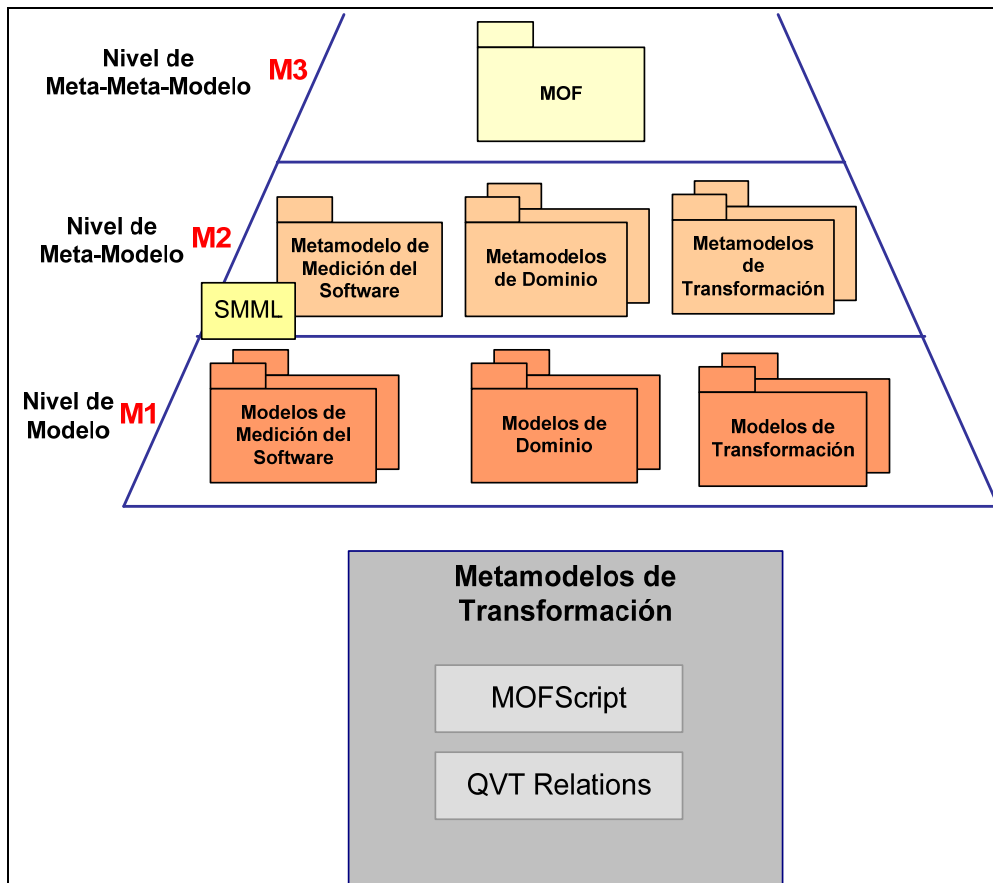 Nivel de
Meta-Meta-Modelo
M3
MOF
Nivel de
Meta-Modelo
M2
Metamodelo de
Medición del
Software
Metamodelos
de Dominio
Metamodelos
de
Transformación
SMML
Nivel de
Modelo
M1
Modelos de
Medición del
Software
Modelos de
Dominio
Modelos de
Transformación
Metamodelos de
Transformación
MOFScript
QVT Relations